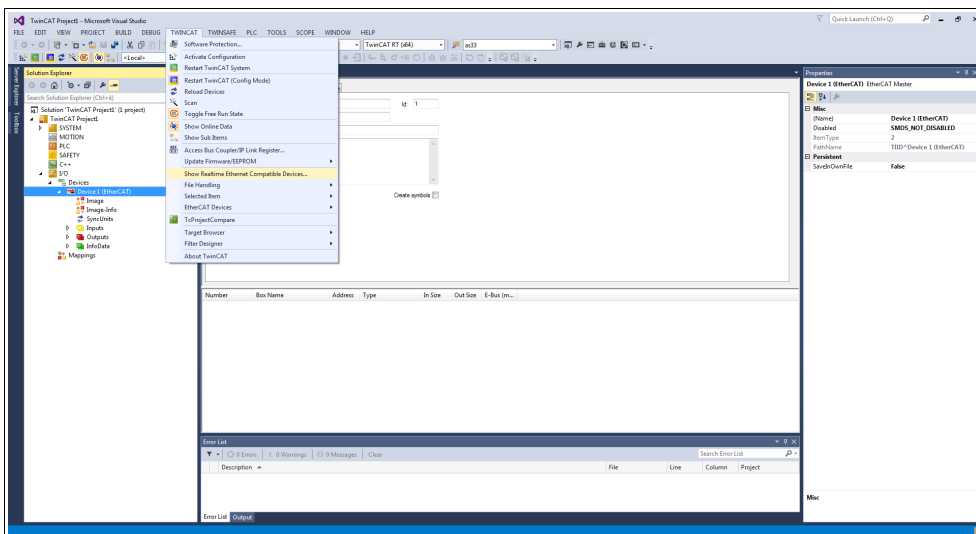 TwinCAT Project1 - Microsoft Visual Studio
Quick Launch (Ctrl+Q)
FILE EDIT VIEW PROJECT BUILD DEBUG TWINCAT TWINSAFE PLC TOOLS SCOPE WINDOW HELP
TwinCAT RT (x64)
as33
<Local>
Server Explorer
Toolbox
Solution Explorer
Search Solution Explorer (Ctrl+è)
Solution 'TwinCAT Project1' (1 project)
TwinCAT Project1
SYSTEM
MOTION
PLC
SAFETY
C++
I/O
Devices
Device 1 (EtherCAT)
Image
Image-Info
SyncUnits
Inputs
Outputs
InfoData
Mappings
Software Protection...
Activate Configuration
Restart TwinCAT System
Restart TwinCAT (Config Mode)
Reload Devices
Scan
Toggle Free Run State
Show Online Data
Show Sub Items
Access Bus Coupler/IP Link Register...
Update Firmware/EEPROM
Show Realtime Ethernet Compatible Devices...
File Handling
Selected Item
EtherCAT Devices
TcProjectCompare
Target Browser
Filter Designer
About TwinCAT
Id: 1
Create symbols
Number Box Name Address Type In Size Out Size E-Bus (m...
Error List
0 Errors 0 Warnings 0 Messages Clear
Search Error List
Description File Line Column Project
Error List Output
Properties
Device 1 (EtherCAT) EtherCAT Master
Misc
(Name) Device 1 (EtherCAT)
Disabled SMDS_NOT_DISABLED
ItemType 2
PathName TIID^Device 1 (EtherCAT)
Persistent
SaveInOwnFile False
Misc